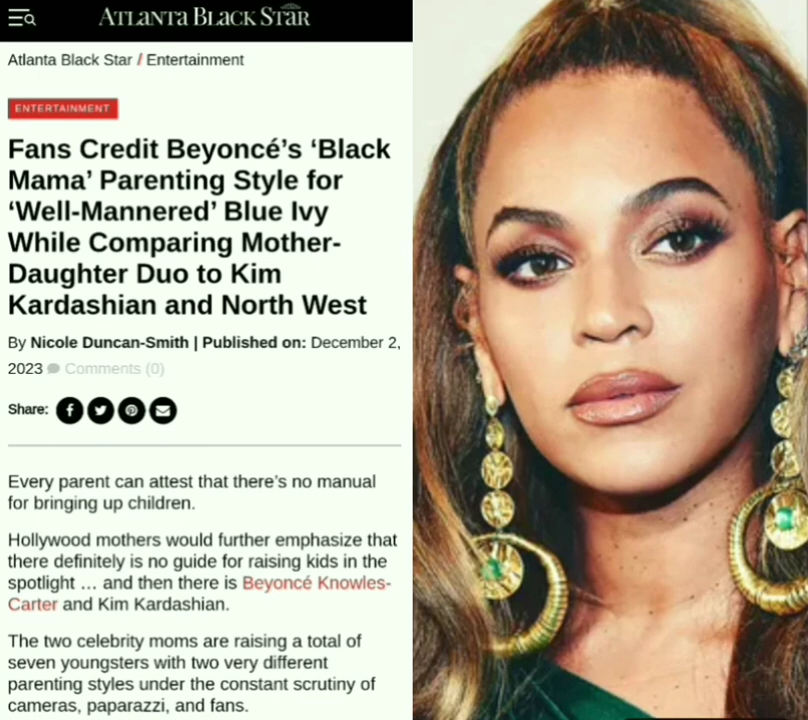 ATLANTA BLACK STAR
Atlanta Black Star / Entertainment
ENTERTAINMENT
Fans Credit Beyoncé’s ‘Black
Mama’ Parenting Style for
‘Well-Mannered’ Blue Ivy
While Comparing Mother-
Daughter Duo to Kim
Kardashian and North West
By Nicole Duncan-Smith | Published on: December 2,
2023 Comments (0)
Share:
Every parent can attest that there’s no manual
for bringing up children.
Hollywood mothers would further emphasize that
there definitely is no guide for raising kids in the
spotlight … and then there is Beyoncé Knowles-
Carter and Kim Kardashian.
The two celebrity moms are raising a total of
seven youngsters with two very different
parenting styles under the constant scrutiny of
cameras, paparazzi, and fans.